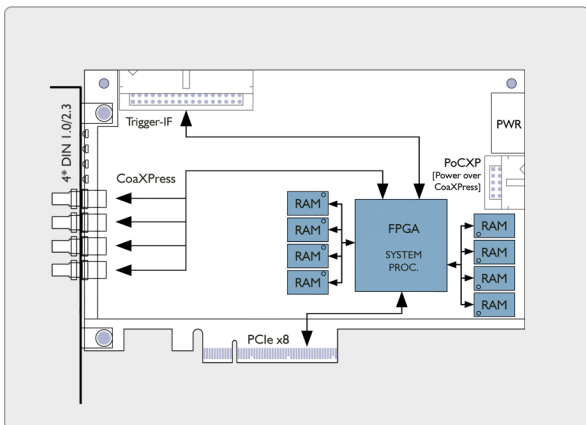 4* DIN 1.0/2.3
Trigger-IF
PWR
CoaXPress
PoCXP
[Power over
CoaXPress]
RAM
RAM
RAM
RAM
FPGA
SYSTEM
PROC.
RAM
RAM
RAM
RAM
PCIe x8